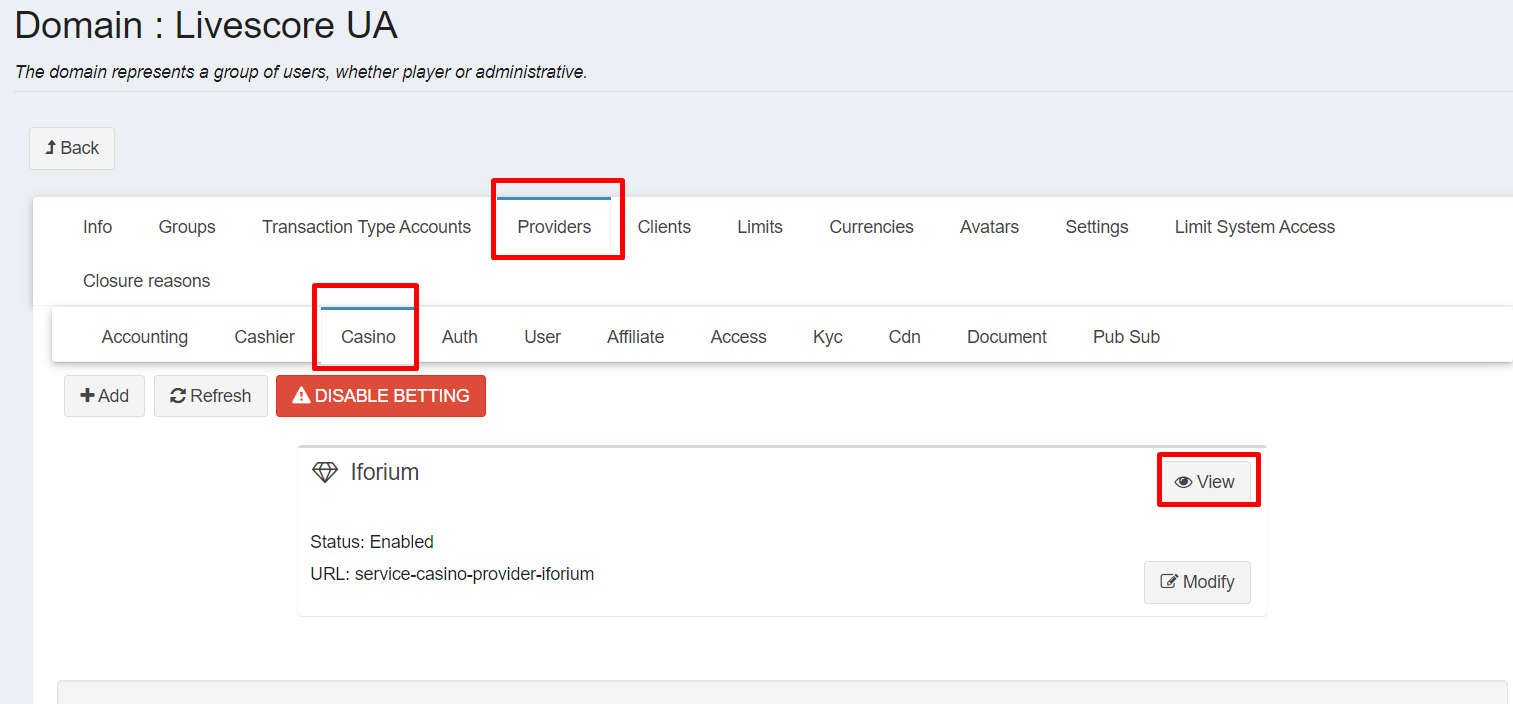 Domain : Livescore UA
The domain represents a group of users, whether player or administrative.
Back
Info Groups Transaction Type Accounts Providers Clients Limits Currencies Avatars Settings Limit System Access
Closure reasons
Accounting Cashier Casino Auth User Affiliate Access Kyc Cdn Document Pub Sub
Add Refresh DISABLE BETTING
Iforium
View
Status: Enabled
URL: service-casino-provider-iforium
Modify